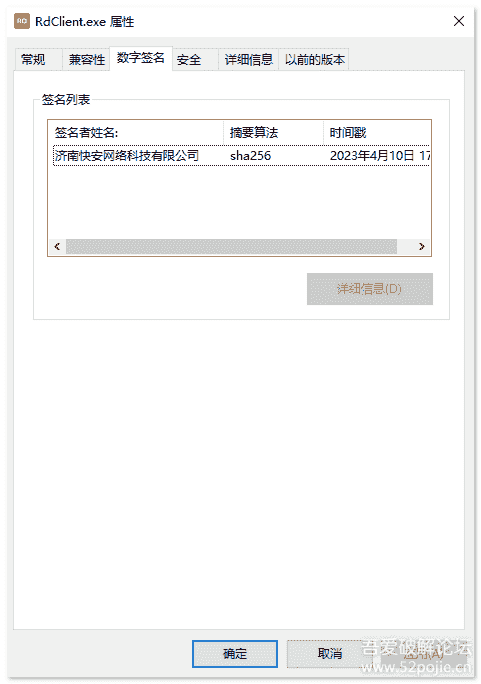 RD RdClient.exe 属性
常规 兼容性 数字签名 安全 详细信息 以前的版本
签名列表
签名者姓名: 摘要算法 时间戳
济南快安网络科技有限公司 sha256 2023年4月10日 17
详细信息(D)
确定 取消 应用(A)
吾爱破解论坛
www.52pojie.cn